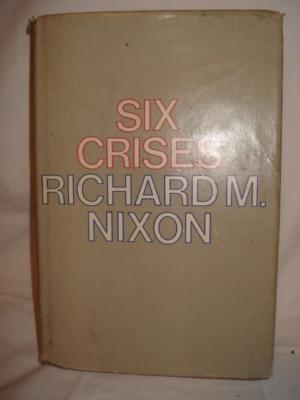 SIX
CRISES
RICHARD M.
NIXON